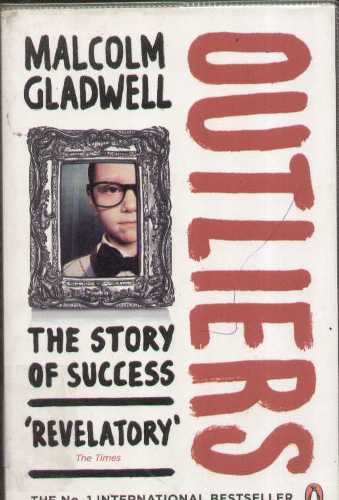 MALCOLM
GLADWELL
OUTLIERS
THE STORY
OF SUCCESS
'REVELATORY'
The Times
THE No.1 INTERNATIONAL BESTSELLER